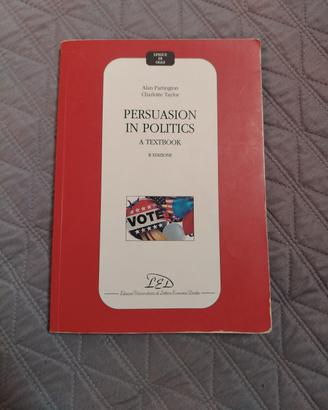 LINGUE
DI
OGGI
Alan Partington
Charlotte Taylor
PERSUASION
IN POLITICS
A TEXTBOOK
II EDIZIONE
VOTE
LED
Edizioni Universitarie di Lettere Economia Diritto